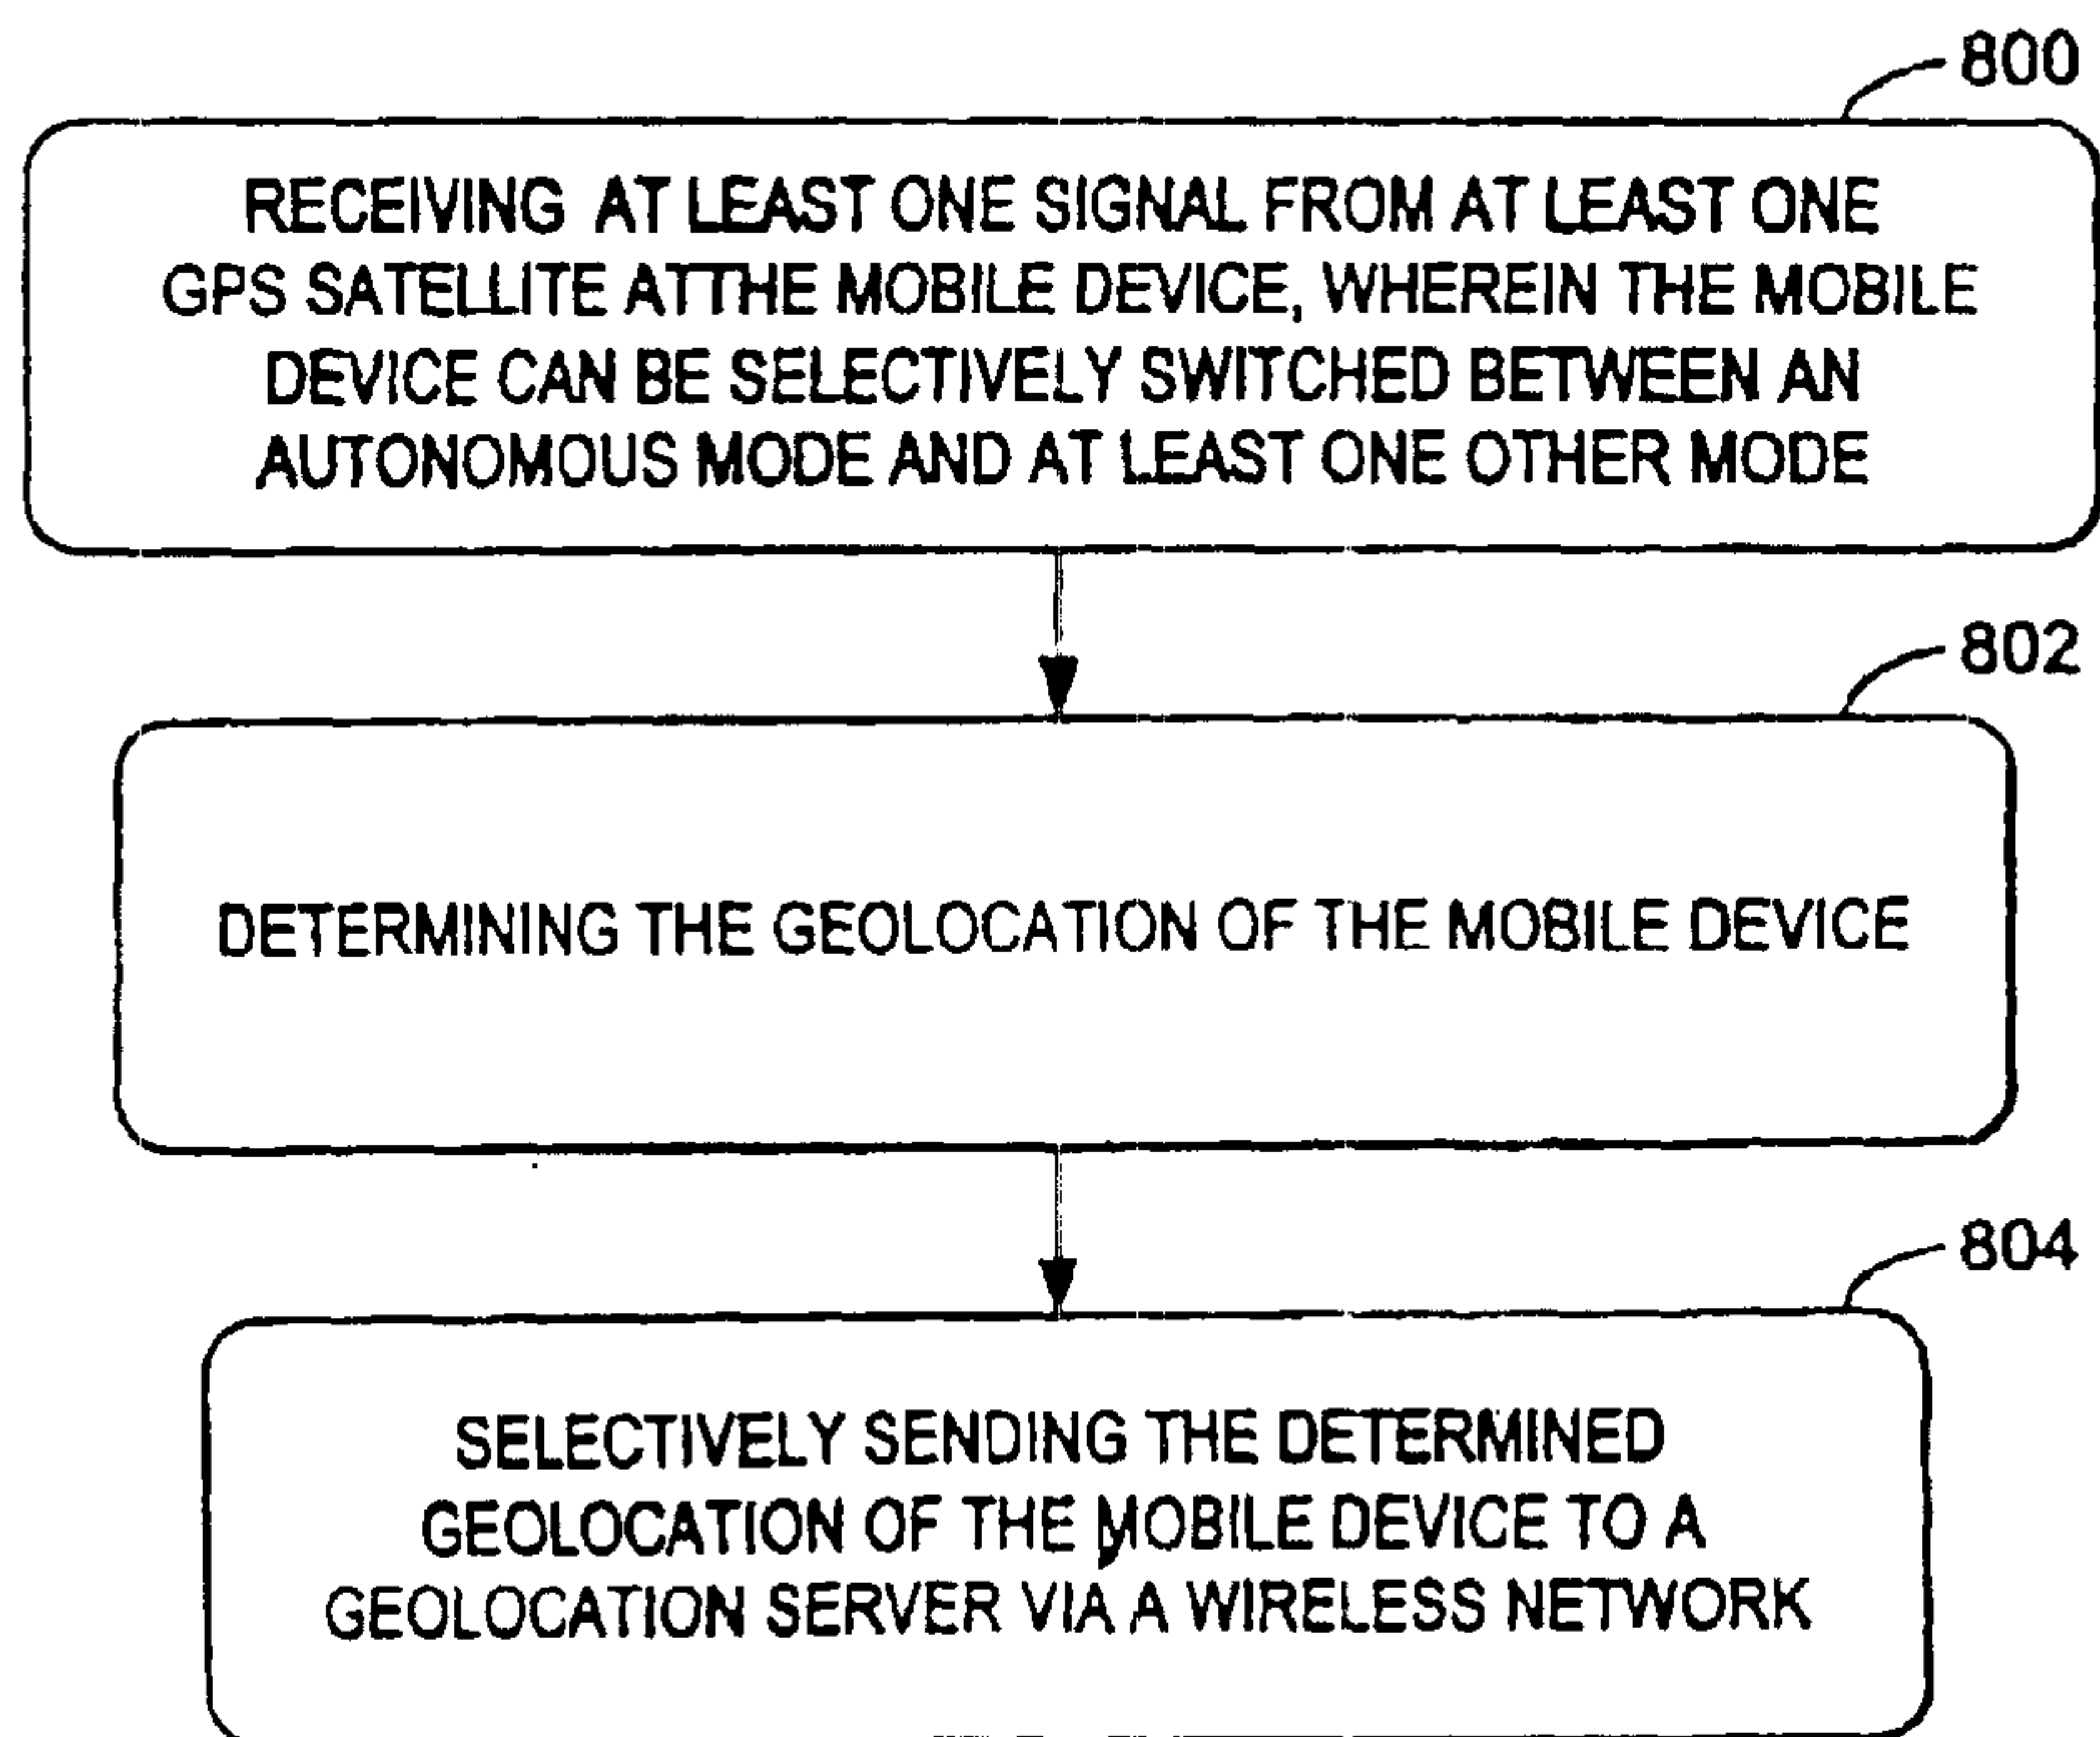 800
RECEIVING AT LEAST ONE SIGNAL FROM AT LEAST ONE
GPS SATELLITE ATTHE MOBILE DEVICE, WHEREIN THE MOBILE
DEVICE CAN BE SELECTIVELY SWITCHED BETWEEN AN
AUTONOMOUS MODE AND AT LEAST ONE OTHER MODE
802
DETERMINING THE GEOLOCATION OF THE MOBILE DEVICE
804
SELECTIVELY SENDING THE DETERMINED
GEOLOCATION OF THE MOBILE DEVICE TO A
GEOLOCATION SERVER VIA A WIRELESS NETWORK